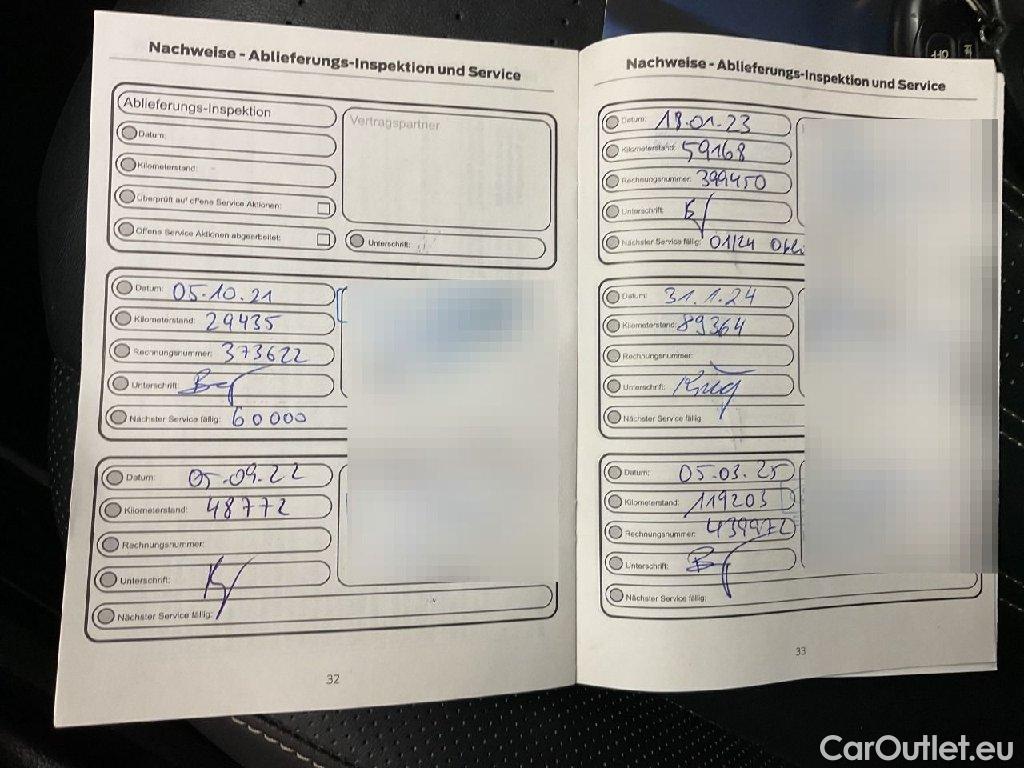 Nachweise - Ablieferungs-Inspektion und Service
Ablieferungs-Inspektion
Datum:
Kilometerstand:
Überprüft auf offene Service Aktionen:
Offene Service Aktionen abgearbeitet:
Vertragspartner
Unterschrift:
Datum: 05.10.21
Kilometerstand: 29435
Rechnungsnummer: 373622
Unterschrift:
Nächster Service fällig: 60000
Datum: 05.09.22
Kilometerstand: 48772
Rechnungsnummer:
Unterschrift:
Nächster Service fällig:
32
Nachweise - Ablieferungs-Inspektion und Service
Datum: 18.01.23
Kilometerstand: 59168
Rechnungsnummer: 399450
Unterschrift:
Nächster Service fällig: 01/24
Datum: 31.1.24
Kilometerstand: 89364
Rechnungsnummer:
Unterschrift:
Nächster Service fällig
Datum: 05.03.25
Kilometerstand: 119203
Rechnungsnummer: 439972
Unterschrift:
Nächster Service fällig:
33
OFF
CarOutlet.eu